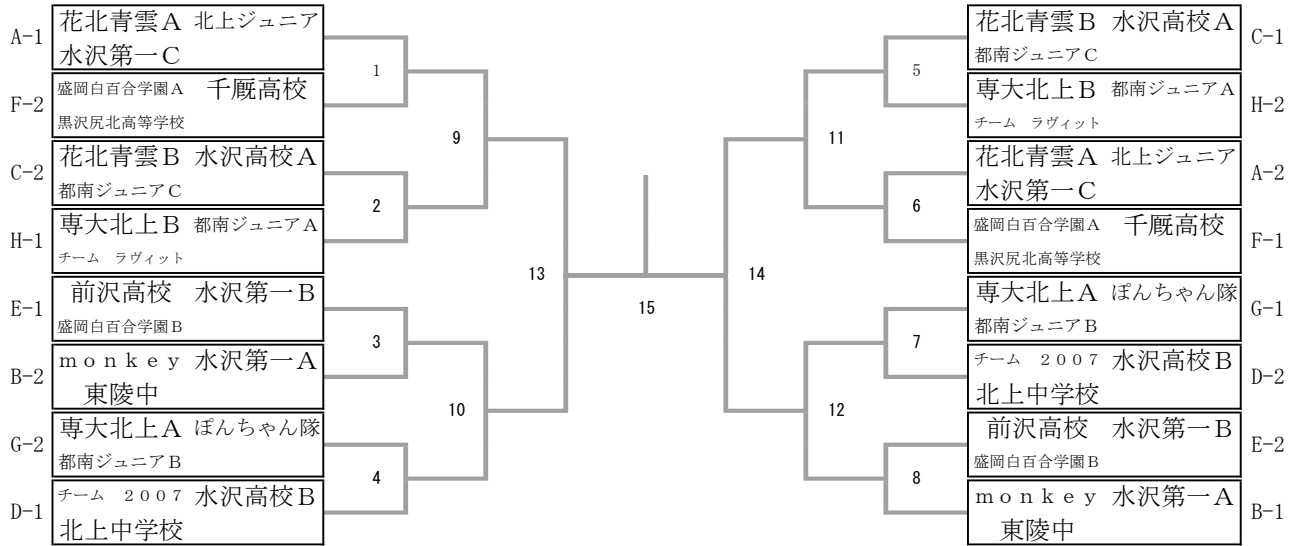 A-1
花北青雲Ａ 北上ジュニア
水沢第一Ｃ
F-2
盛岡白百合学園Ａ 千厩高校
黒沢尻北高等学校
1
C-2
花北青雲Ｂ 水沢高校Ａ
都南ジュニアＣ
H-1
専大北上Ｂ 都南ジュニアＡ
チーム　ラヴィット
2
9
E-1
前沢高校 水沢第一Ｂ
盛岡白百合学園Ｂ
B-2
ｍｏｎｋｅｙ 水沢第一Ａ
東陵中
3
G-2
専大北上Ａ ぽんちゃん隊
都南ジュニアＢ
D-1
チーム　２００７ 水沢高校Ｂ
北上中学校
4
10
13
15
14
花北青雲Ｂ 水沢高校Ａ
都南ジュニアＣ
C-1
専大北上Ｂ 都南ジュニアＡ
チーム　ラヴィット
H-2
5
花北青雲Ａ 北上ジュニア
水沢第一Ｃ
A-2
盛岡白百合学園Ａ 千厩高校
黒沢尻北高等学校
F-1
6
11
専大北上Ａ ぽんちゃん隊
都南ジュニアＢ
G-1
チーム　２００７ 水沢高校Ｂ
北上中学校
D-2
7
前沢高校 水沢第一Ｂ
盛岡白百合学園Ｂ
E-2
ｍｏｎｋｅｙ 水沢第一Ａ
東陵中
B-1
8
12